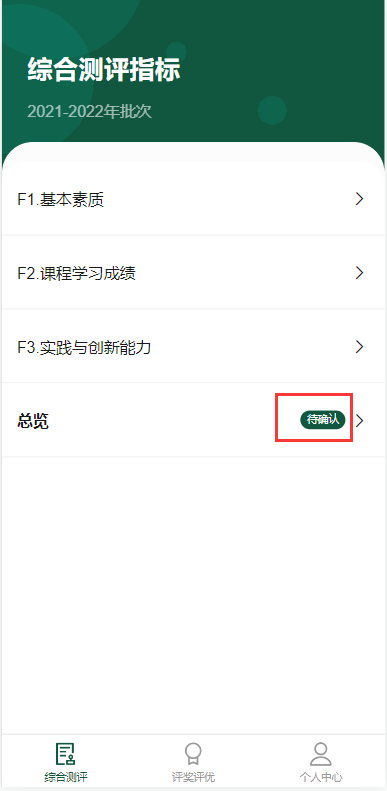 综合测评指标
2021-2022年批次
F1.基本素质
F2.课程学习成绩
F3.实践与创新能力
总览 待确认
综合测评 评奖评优 个人中心